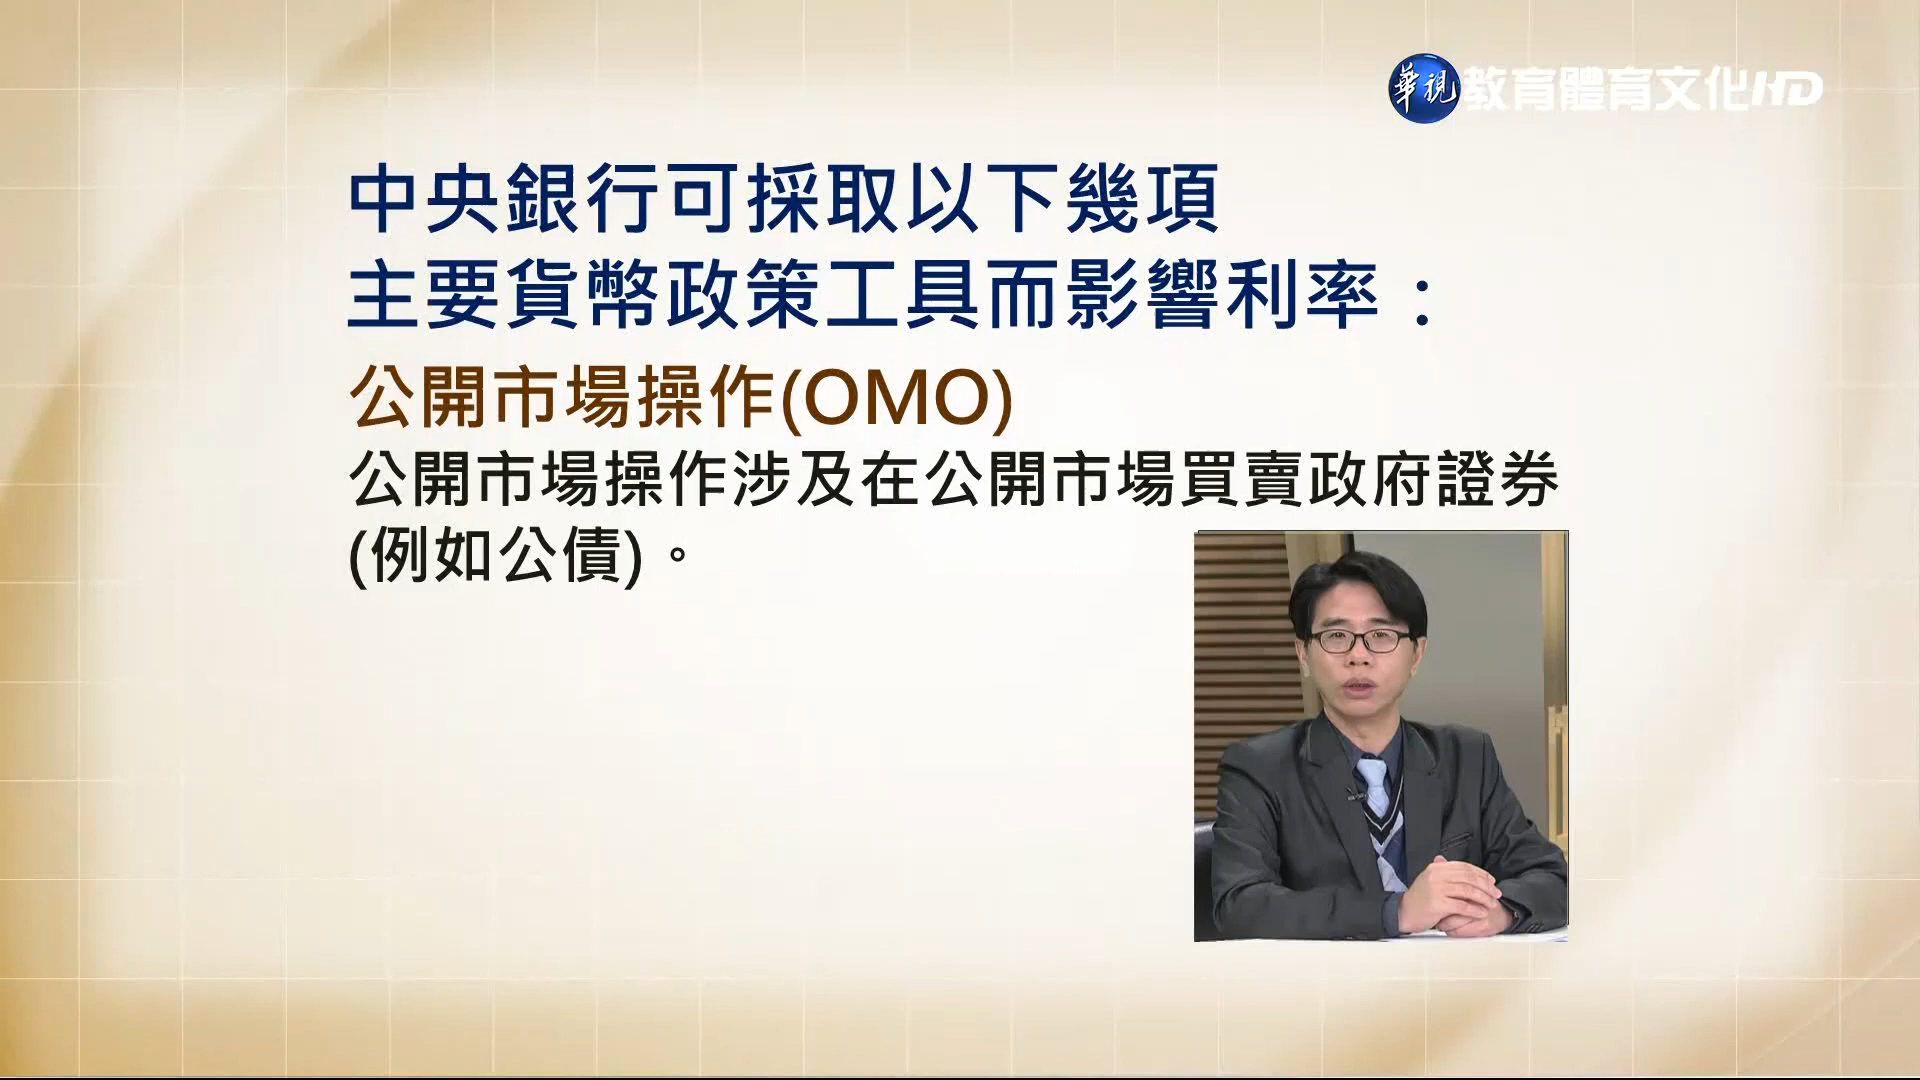 華視 教育體育文化HD
中央銀行可採取以下幾項
主要貨幣政策工具而影響利率：
公開市場操作(OMO)
公開市場操作涉及在公開市場買賣政府證券
(例如公債)。